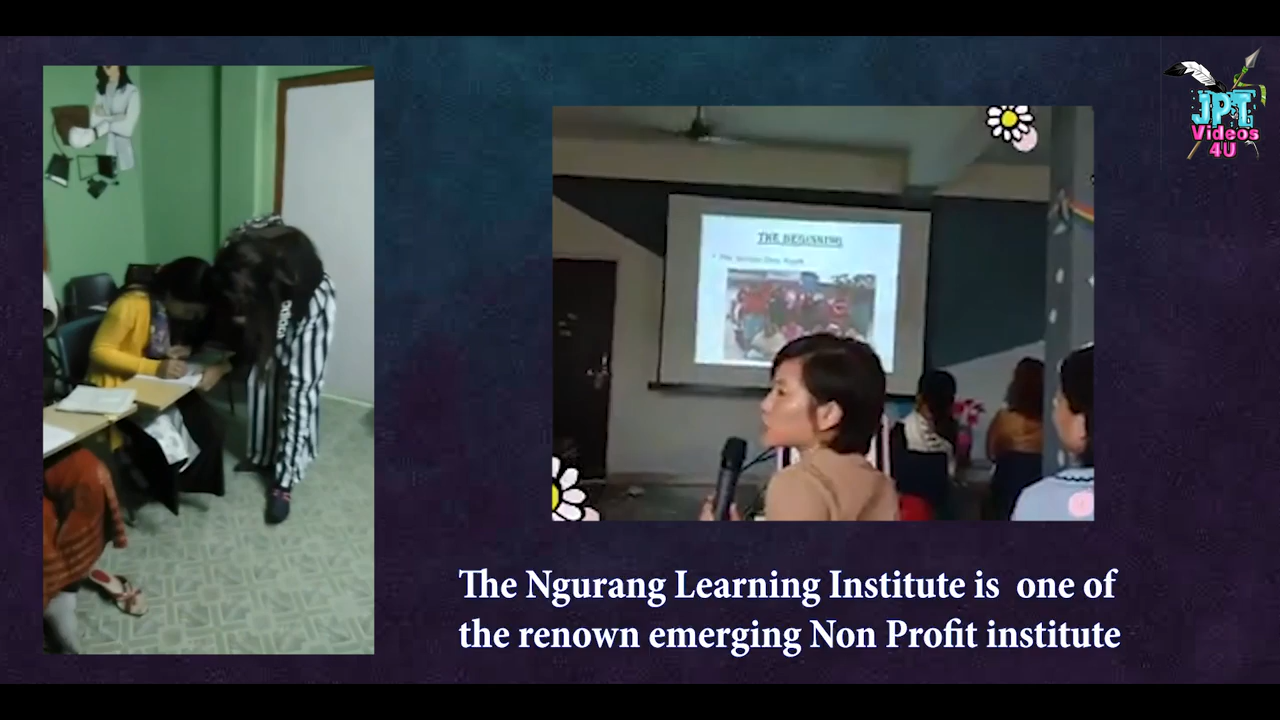 JPT
Videos
4U
THE BEGINNING
The Ngurang Learning Institute is  one of
the renown emerging Non Profit institute